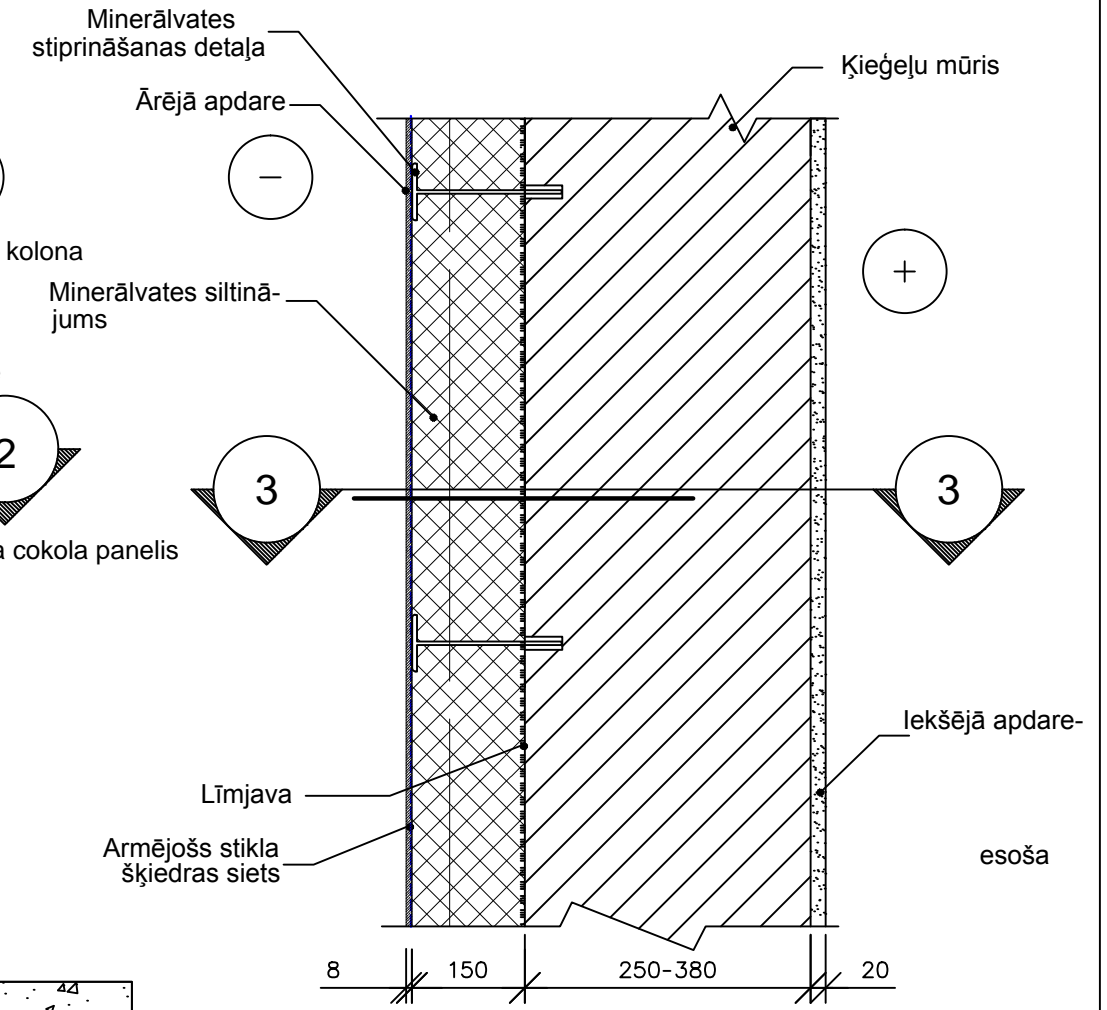 Minerālvates
stiprināšanas detaļa
Ķieģeļu mūris
Ārējā apdare
−
kolona
+
Minerālvates siltinā-
jums
2
3
3
cokola panelis
Iekšējā apdare-
Līmjava
Armējošs stikla
šķiedras siets
esoša
8
150
250-380
20